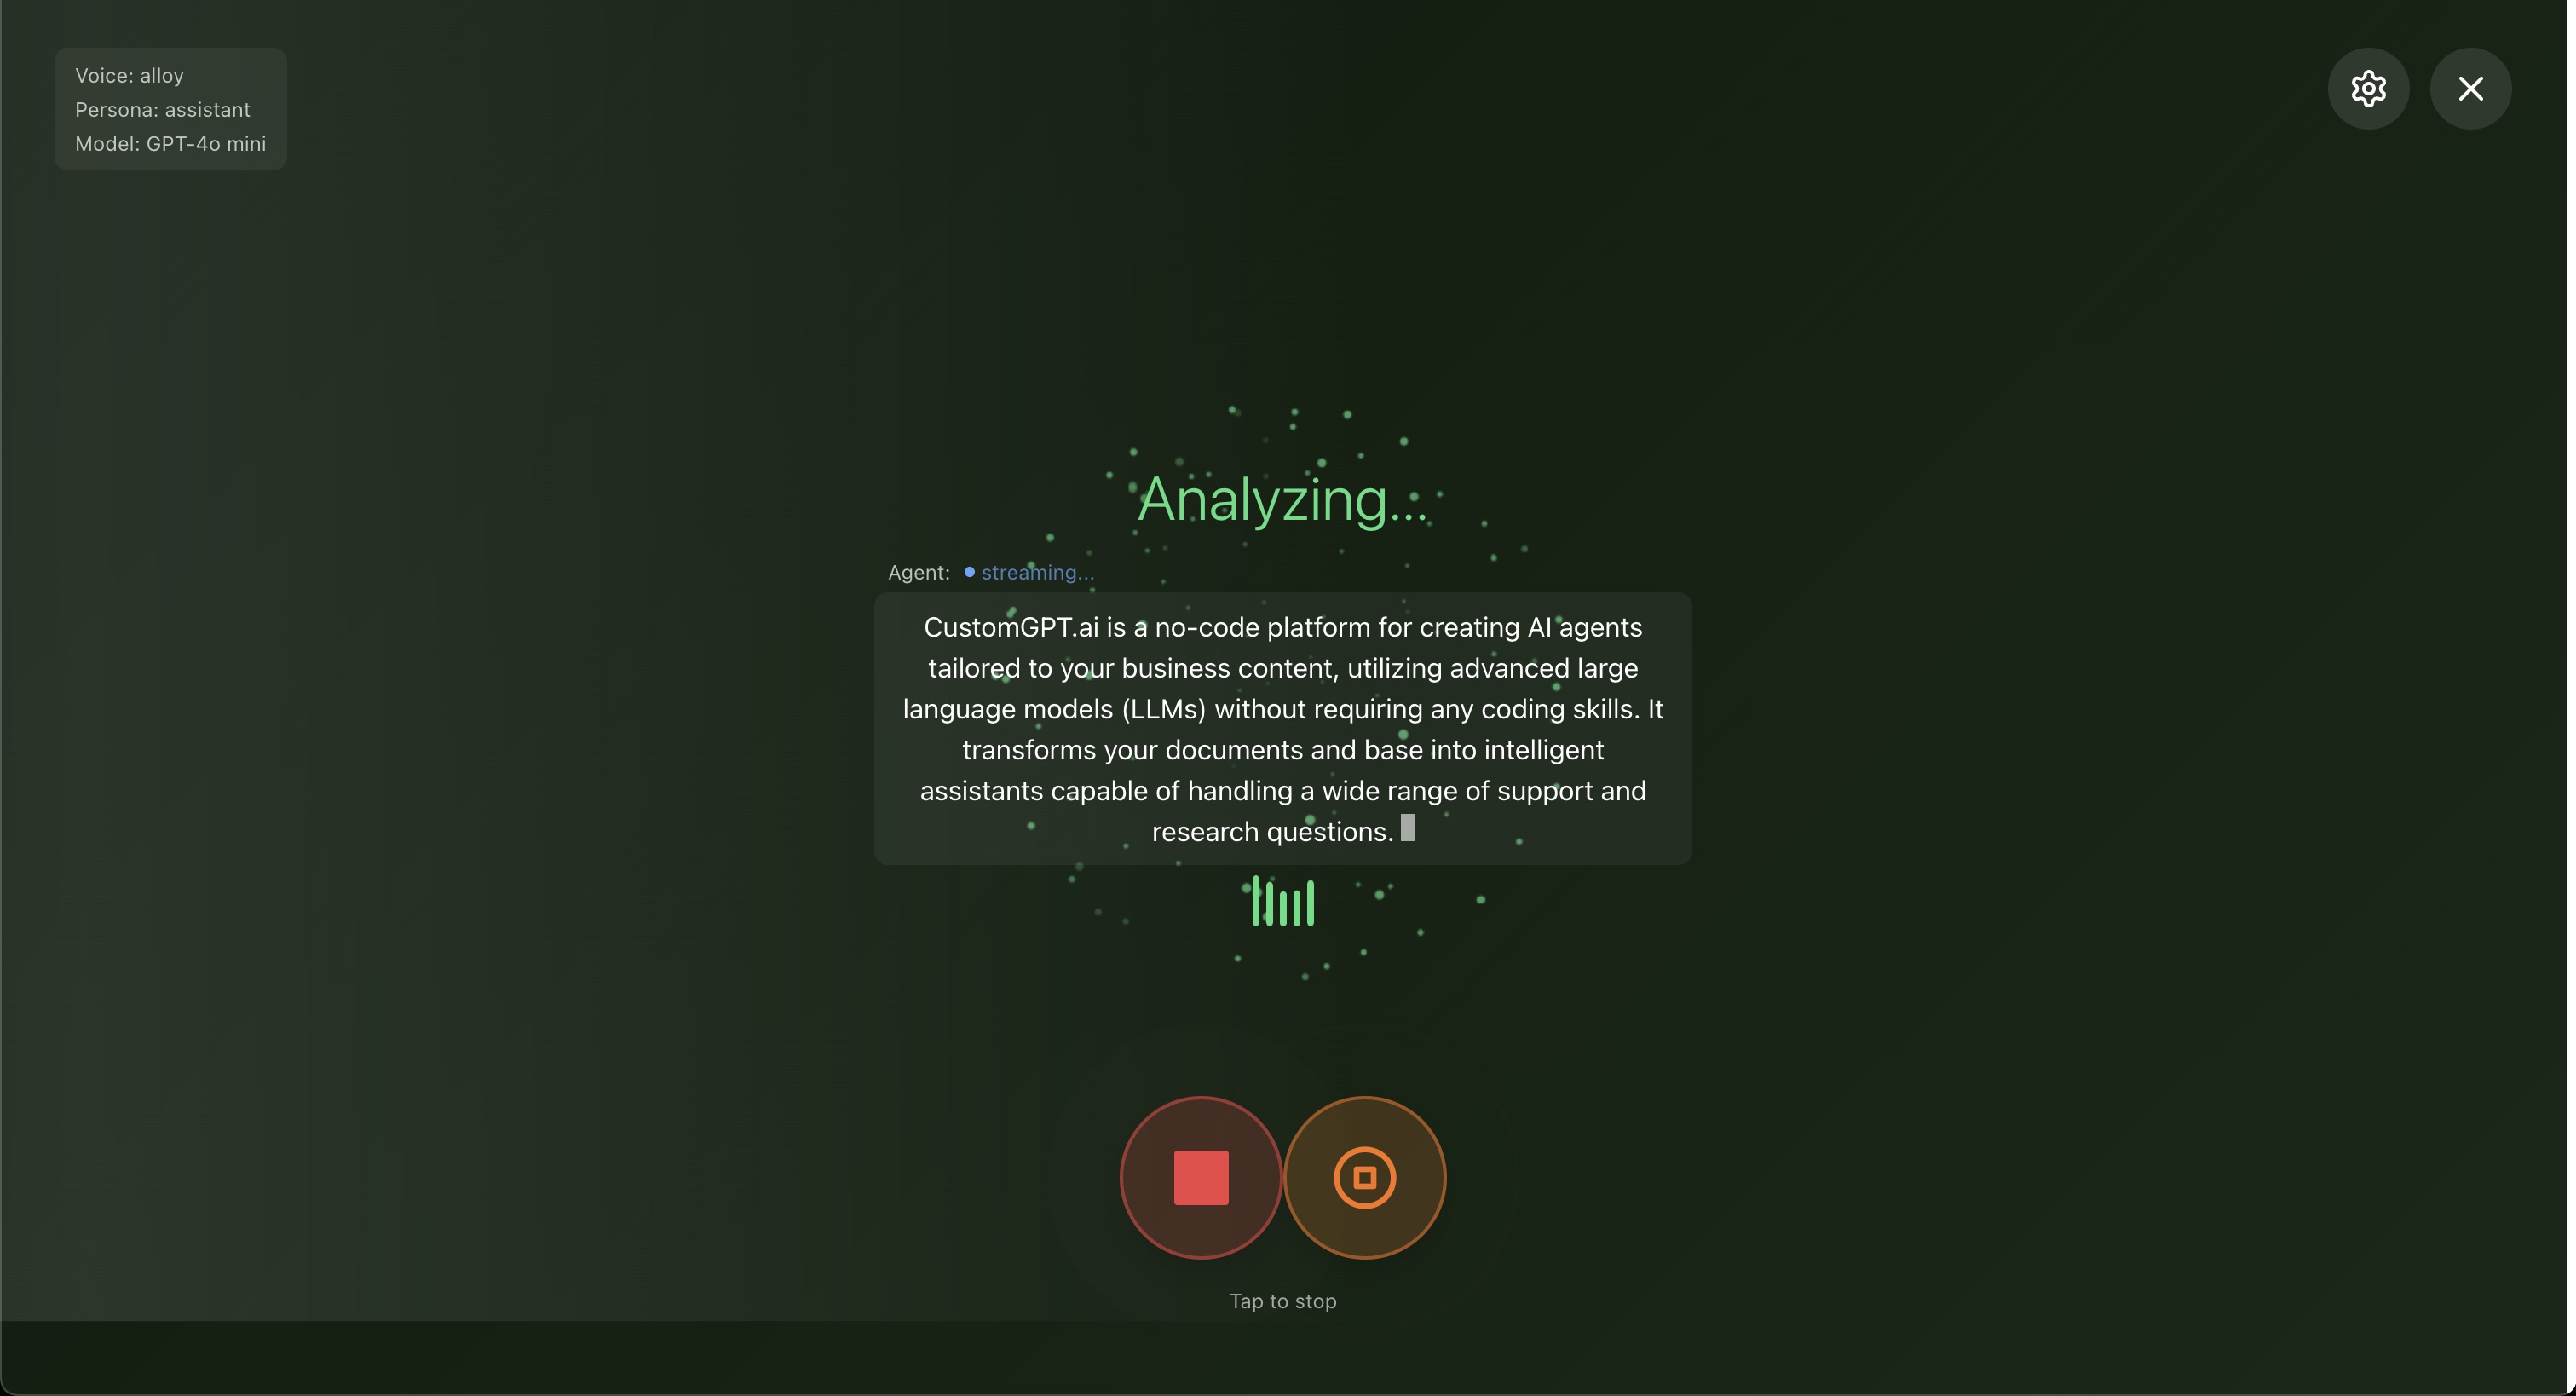 Voice: alloy
Persona: assistant
Model: GPT-4o mini
Analyzing...
Agent: streaming...
CustomGPT.ai is a no-code platform for creating AI agents
tailored to your business content, utilizing advanced large
language models (LLMs) without requiring any coding skills. It
transforms your documents and base into intelligent
assistants capable of handling a wide range of support and
research questions.
Tap to stop